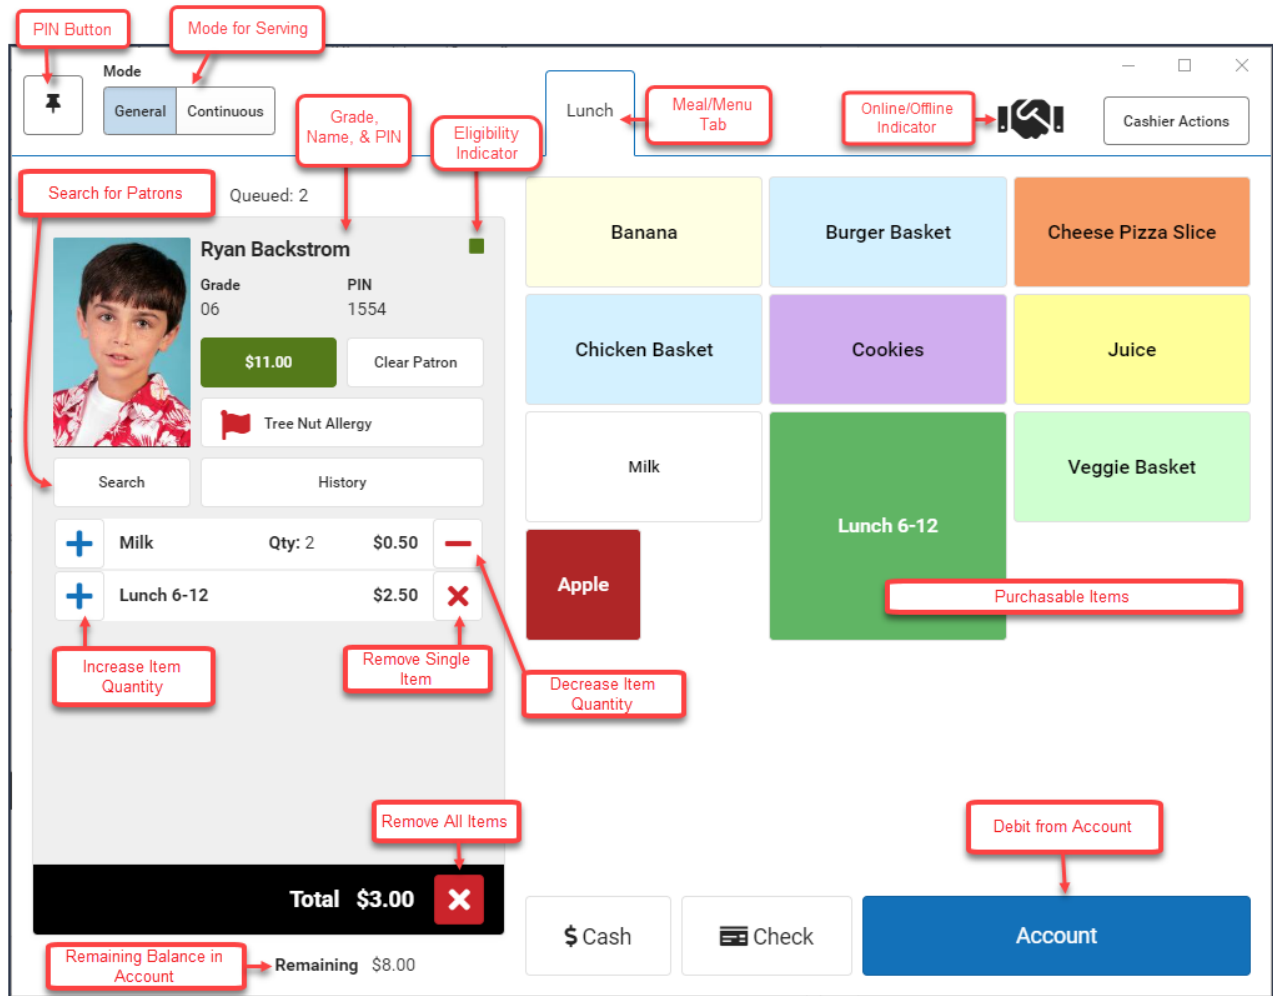 PIN Button
Mode for Serving
Mode
General
Continuous
Grade,
Name, & PIN
Eligibility
Indicator
Lunch
Meal/Menu
Tab
Online/Offline
Indicator
Cashier Actions
Search for Patrons
Queued: 2
Ryan Backstrom
Grade
PIN
06
1554
$11.00
Clear Patron
Tree Nut Allergy
Search
History
Milk
Qty: 2
$0.50
Lunch 6-12
$2.50
Increase Item
Quantity
Remove Single
Item
Decrease Item
Quantity
Banana
Burger Basket
Cheese Pizza Slice
Chicken Basket
Cookies
Juice
Milk
Lunch 6-12
Veggie Basket
Apple
Purchasable Items
Remove All Items
Total $3.00
Remaining Balance in
Account
Remaining $8.00
Debit from Account
$ Cash
Check
Account